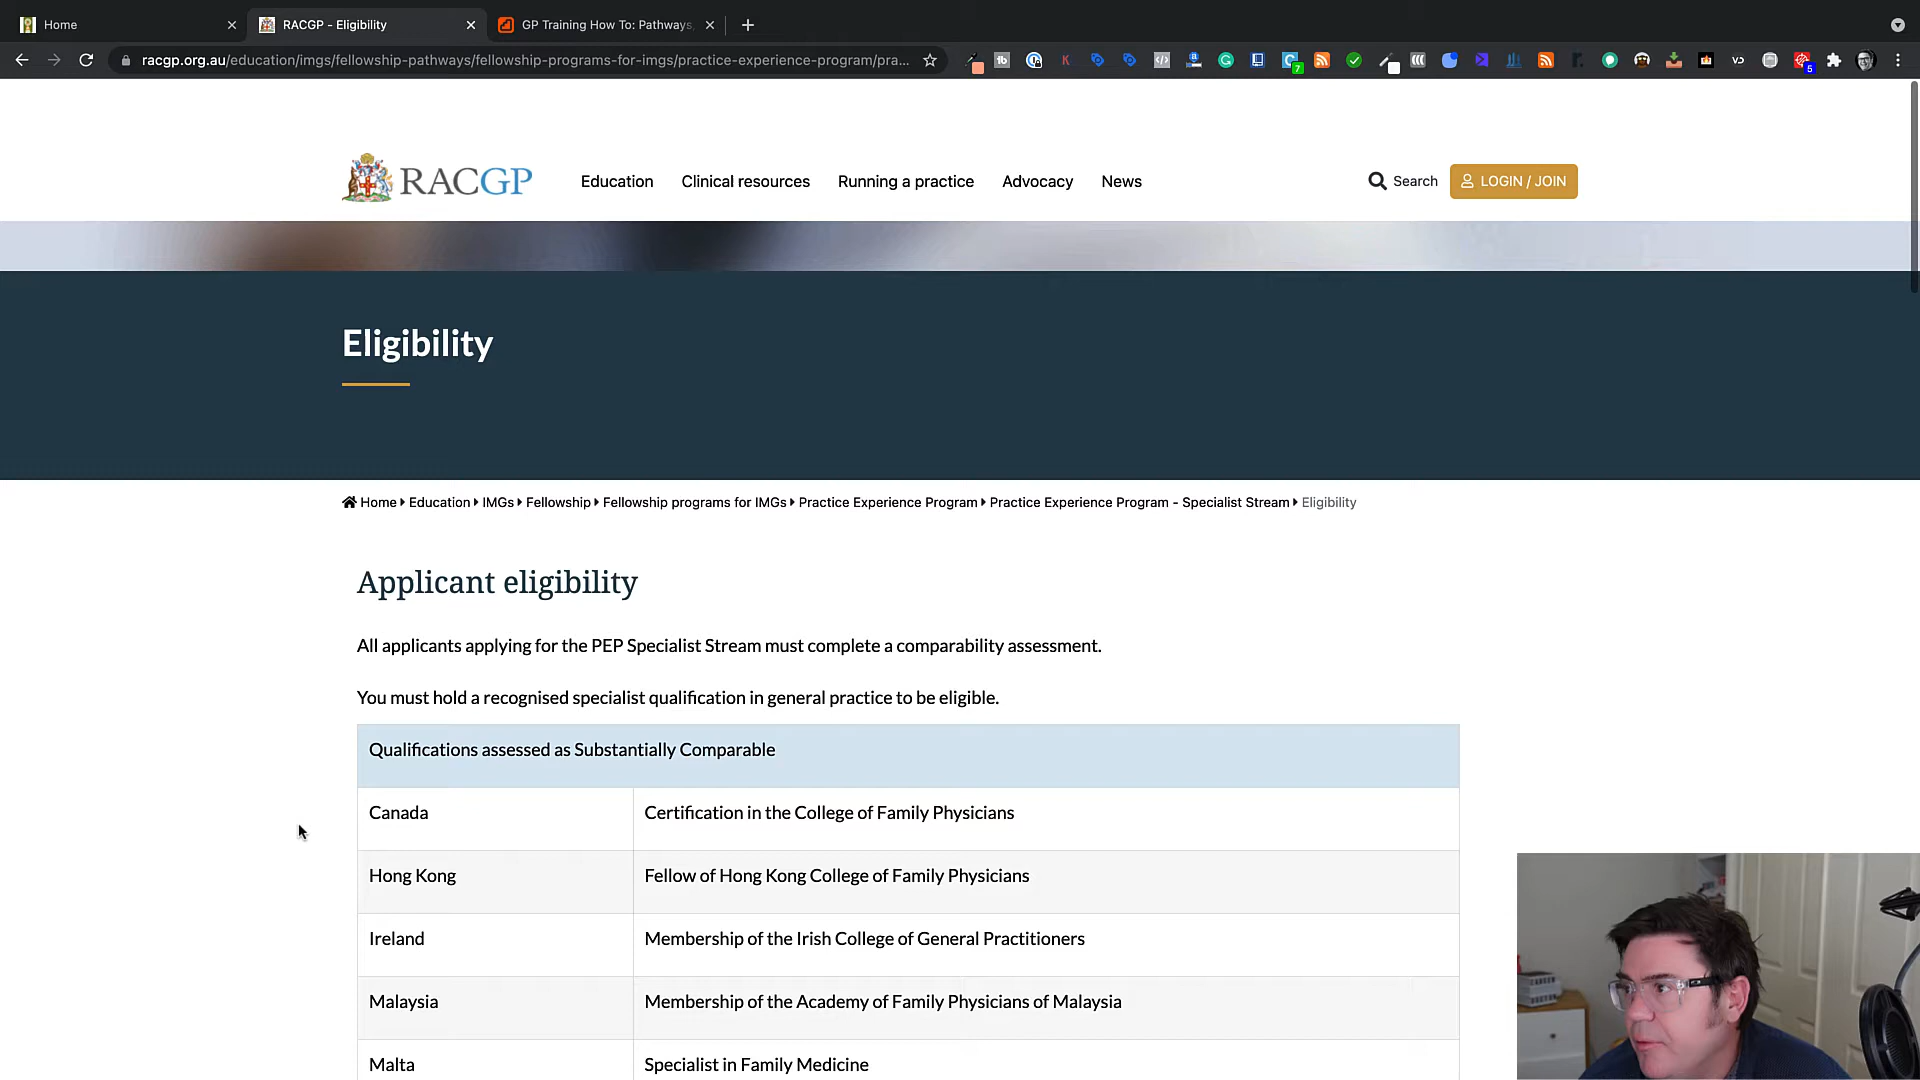 Home
RACGP - Eligibility
GP Training How To: Pathways,
racgp.org.au/education/imgs/fellowship-pathways/fellowship-programs-for-imgs/practice-experience-program/pra...
RACGP
Education
Clinical resources
Running a practice
Advocacy
News
Search
LOGIN / JOIN
Eligibility
Home Education IMGs Fellowship Fellowship programs for IMGs Practice Experience Program Practice Experience Program - Specialist Stream Eligibility
Applicant eligibility
All applicants applying for the PEP Specialist Stream must complete a comparability assessment.
You must hold a recognised specialist qualification in general practice to be eligible.
Qualifications assessed as Substantially Comparable
Canada Certification in the College of Family Physicians
Hong Kong Fellow of Hong Kong College of Family Physicians
Ireland Membership of the Irish College of General Practitioners
Malaysia Membership of the Academy of Family Physicians of Malaysia
Malta Specialist in Family Medicine